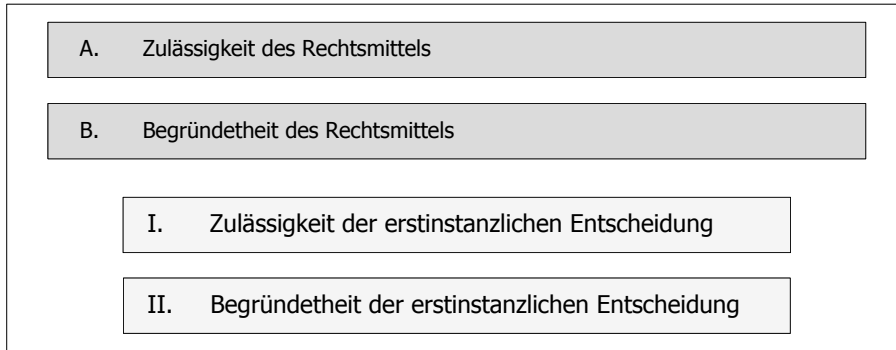 A. Zulässigkeit des Rechtsmittels
B. Begründetheit des Rechtsmittels
I. Zulässigkeit der erstinstanzlichen Entscheidung
II. Begründetheit der erstinstanzlichen Entscheidung